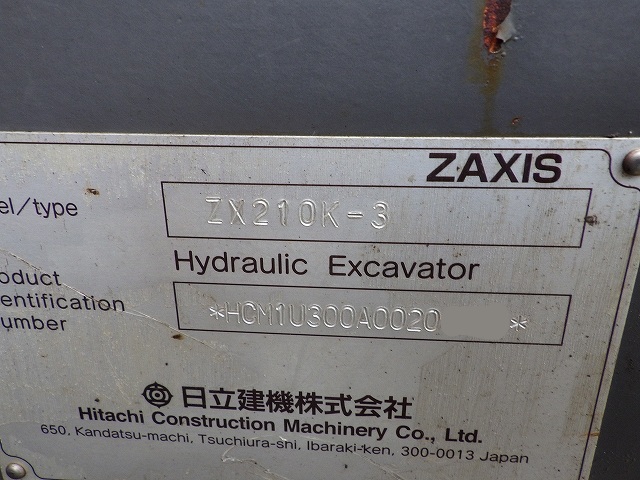 ZAXIS
el/type
ZX210K-3
Hydraulic Excavator
oduct
entification
umber
*HCM1U300A0020 *
日立建機株式会社
Hitachi Construction Machinery Co., Ltd.
650, Kandatsu-machi, Tsuchiura-shi, Ibaraki-ken, 300-0013 Japan